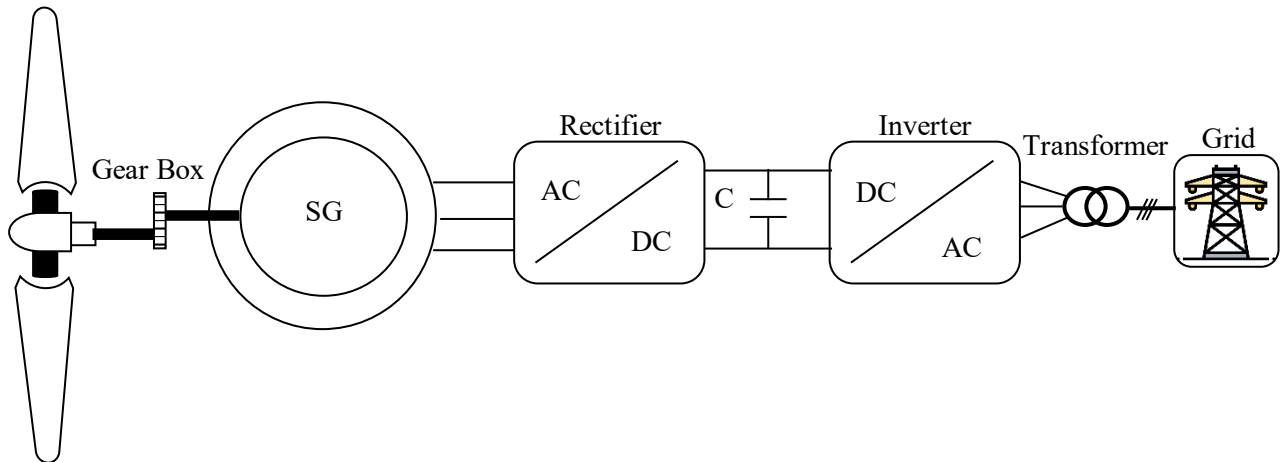 Gear Box
SG
Rectifier
AC
DC
C
Inverter
DC
AC
Transformer
Grid